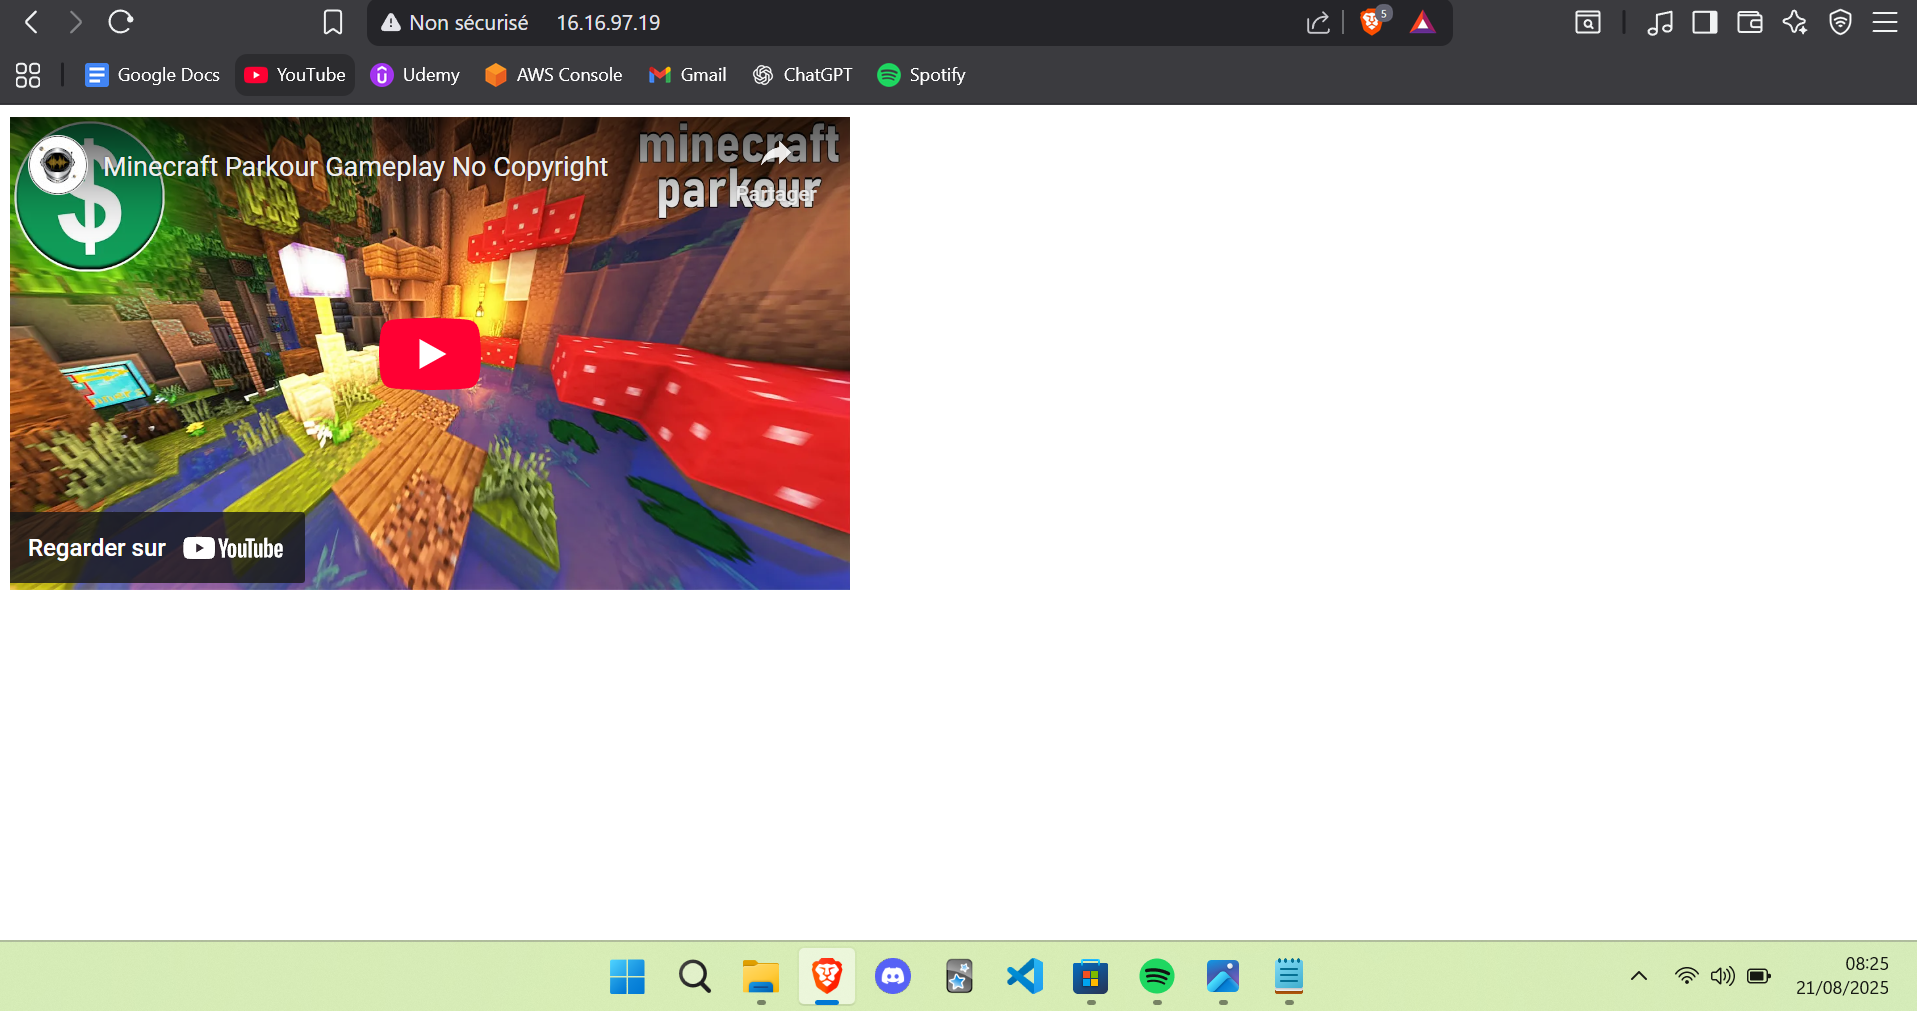 Non sécurisé 16.16.97.19 5
Google Docs YouTube Udemy AWS Console Gmail ChatGPT Spotify
minecraft
parkour
Minecraft Parkour Gameplay No Copyright
Partager
$
Regarder sur YouTube
08:25
21/08/2025